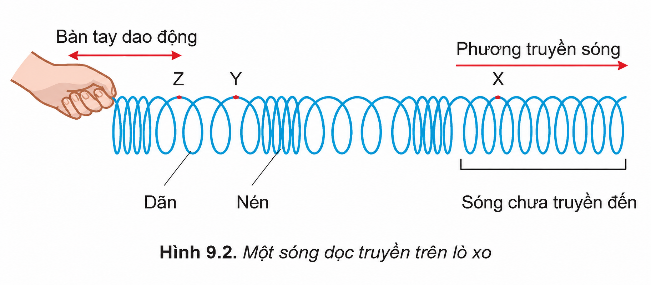 Bàn tay dao động
Phương truyền sóng
Z
Y
X
Dãn
Nén
Sóng chưa truyền đến
Hình 9.2. Một sóng dọc truyền trên lò xo